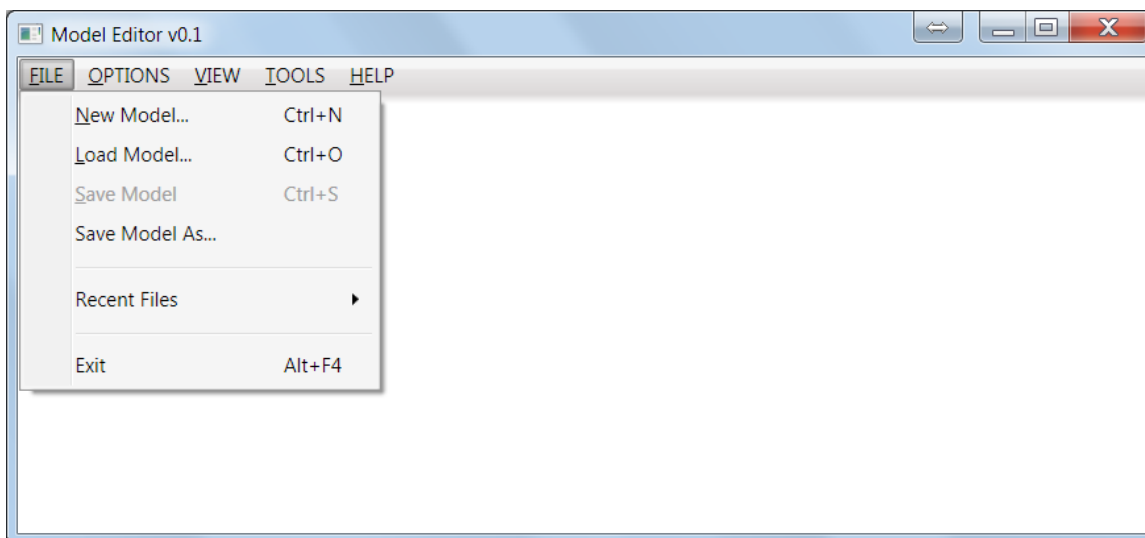 Model Editor v0.1
FILE OPTIONS VIEW TOOLS HELP
New Model... Ctrl+N
Load Model... Ctrl+O
Save Model Ctrl+S
Save Model As...
Recent Files
Exit Alt+F4